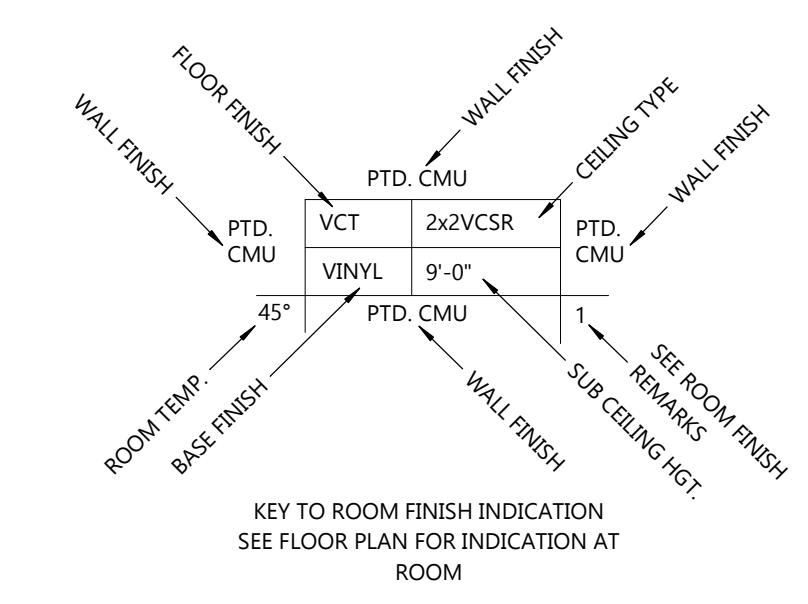 WALL FINISH
FLOOR FINISH
WALL FINISH
CEILING TYPE
WALL FINISH
PTD. CMU
PTD.
CMU
VCT
2x2VCSR
PTD.
CMU
VINYL
9'-0"
45°
PTD. CMU
1
ROOM TEMP.
BASE FINISH
WALL FINISH
SUB CEILING HGT.
SEE ROOM FINISH
REMARKS
KEY TO ROOM FINISH INDICATION
SEE FLOOR PLAN FOR INDICATION AT
ROOM